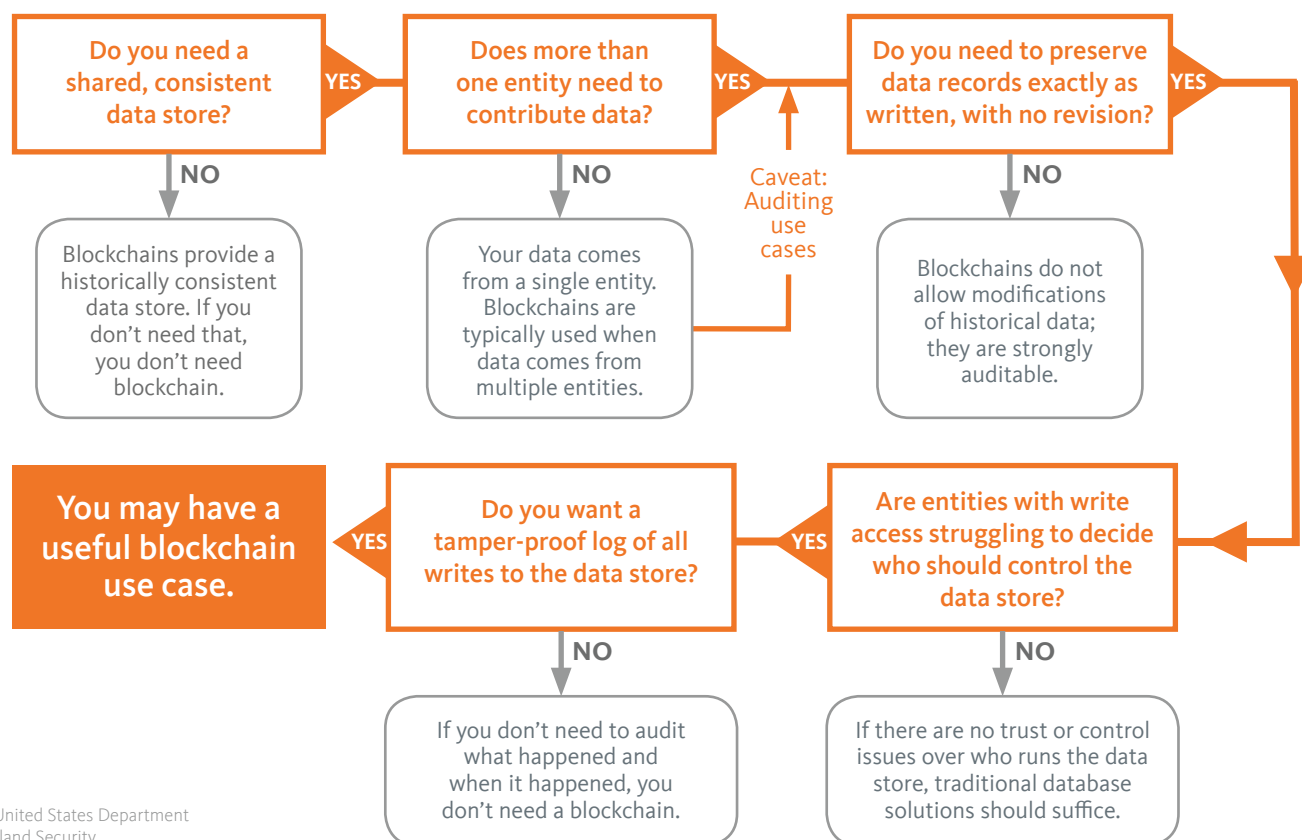 Do you need a
shared, consistent
data store?
YES
Does more than
one entity need to
contribute data?
YES
Do you need to preserve
data records exactly as
written, with no revision?
YES
NO
NO
NO
Caveat:
Auditing
use
cases
Blockchains provide a
historically consistent
data store. If you
don’t need that,
you don’t need
blockchain.
Your data comes
from a single entity.
Blockchains are
typically used when
data comes from
multiple entities.
Blockchains do not
allow modifications
of historical data;
they are strongly
auditable.
You may have a
useful blockchain
use case.
YES
Do you want a
tamper-proof log of all
writes to the data store?
YES
Are entities with write
access struggling to decide
who should control the
data store?
NO
NO
If you don’t need to audit
what happened and
when it happened, you
don’t need a blockchain.
If there are no trust or control
issues over who runs the data
store, traditional database
solutions should suffice.
United States Department
Security